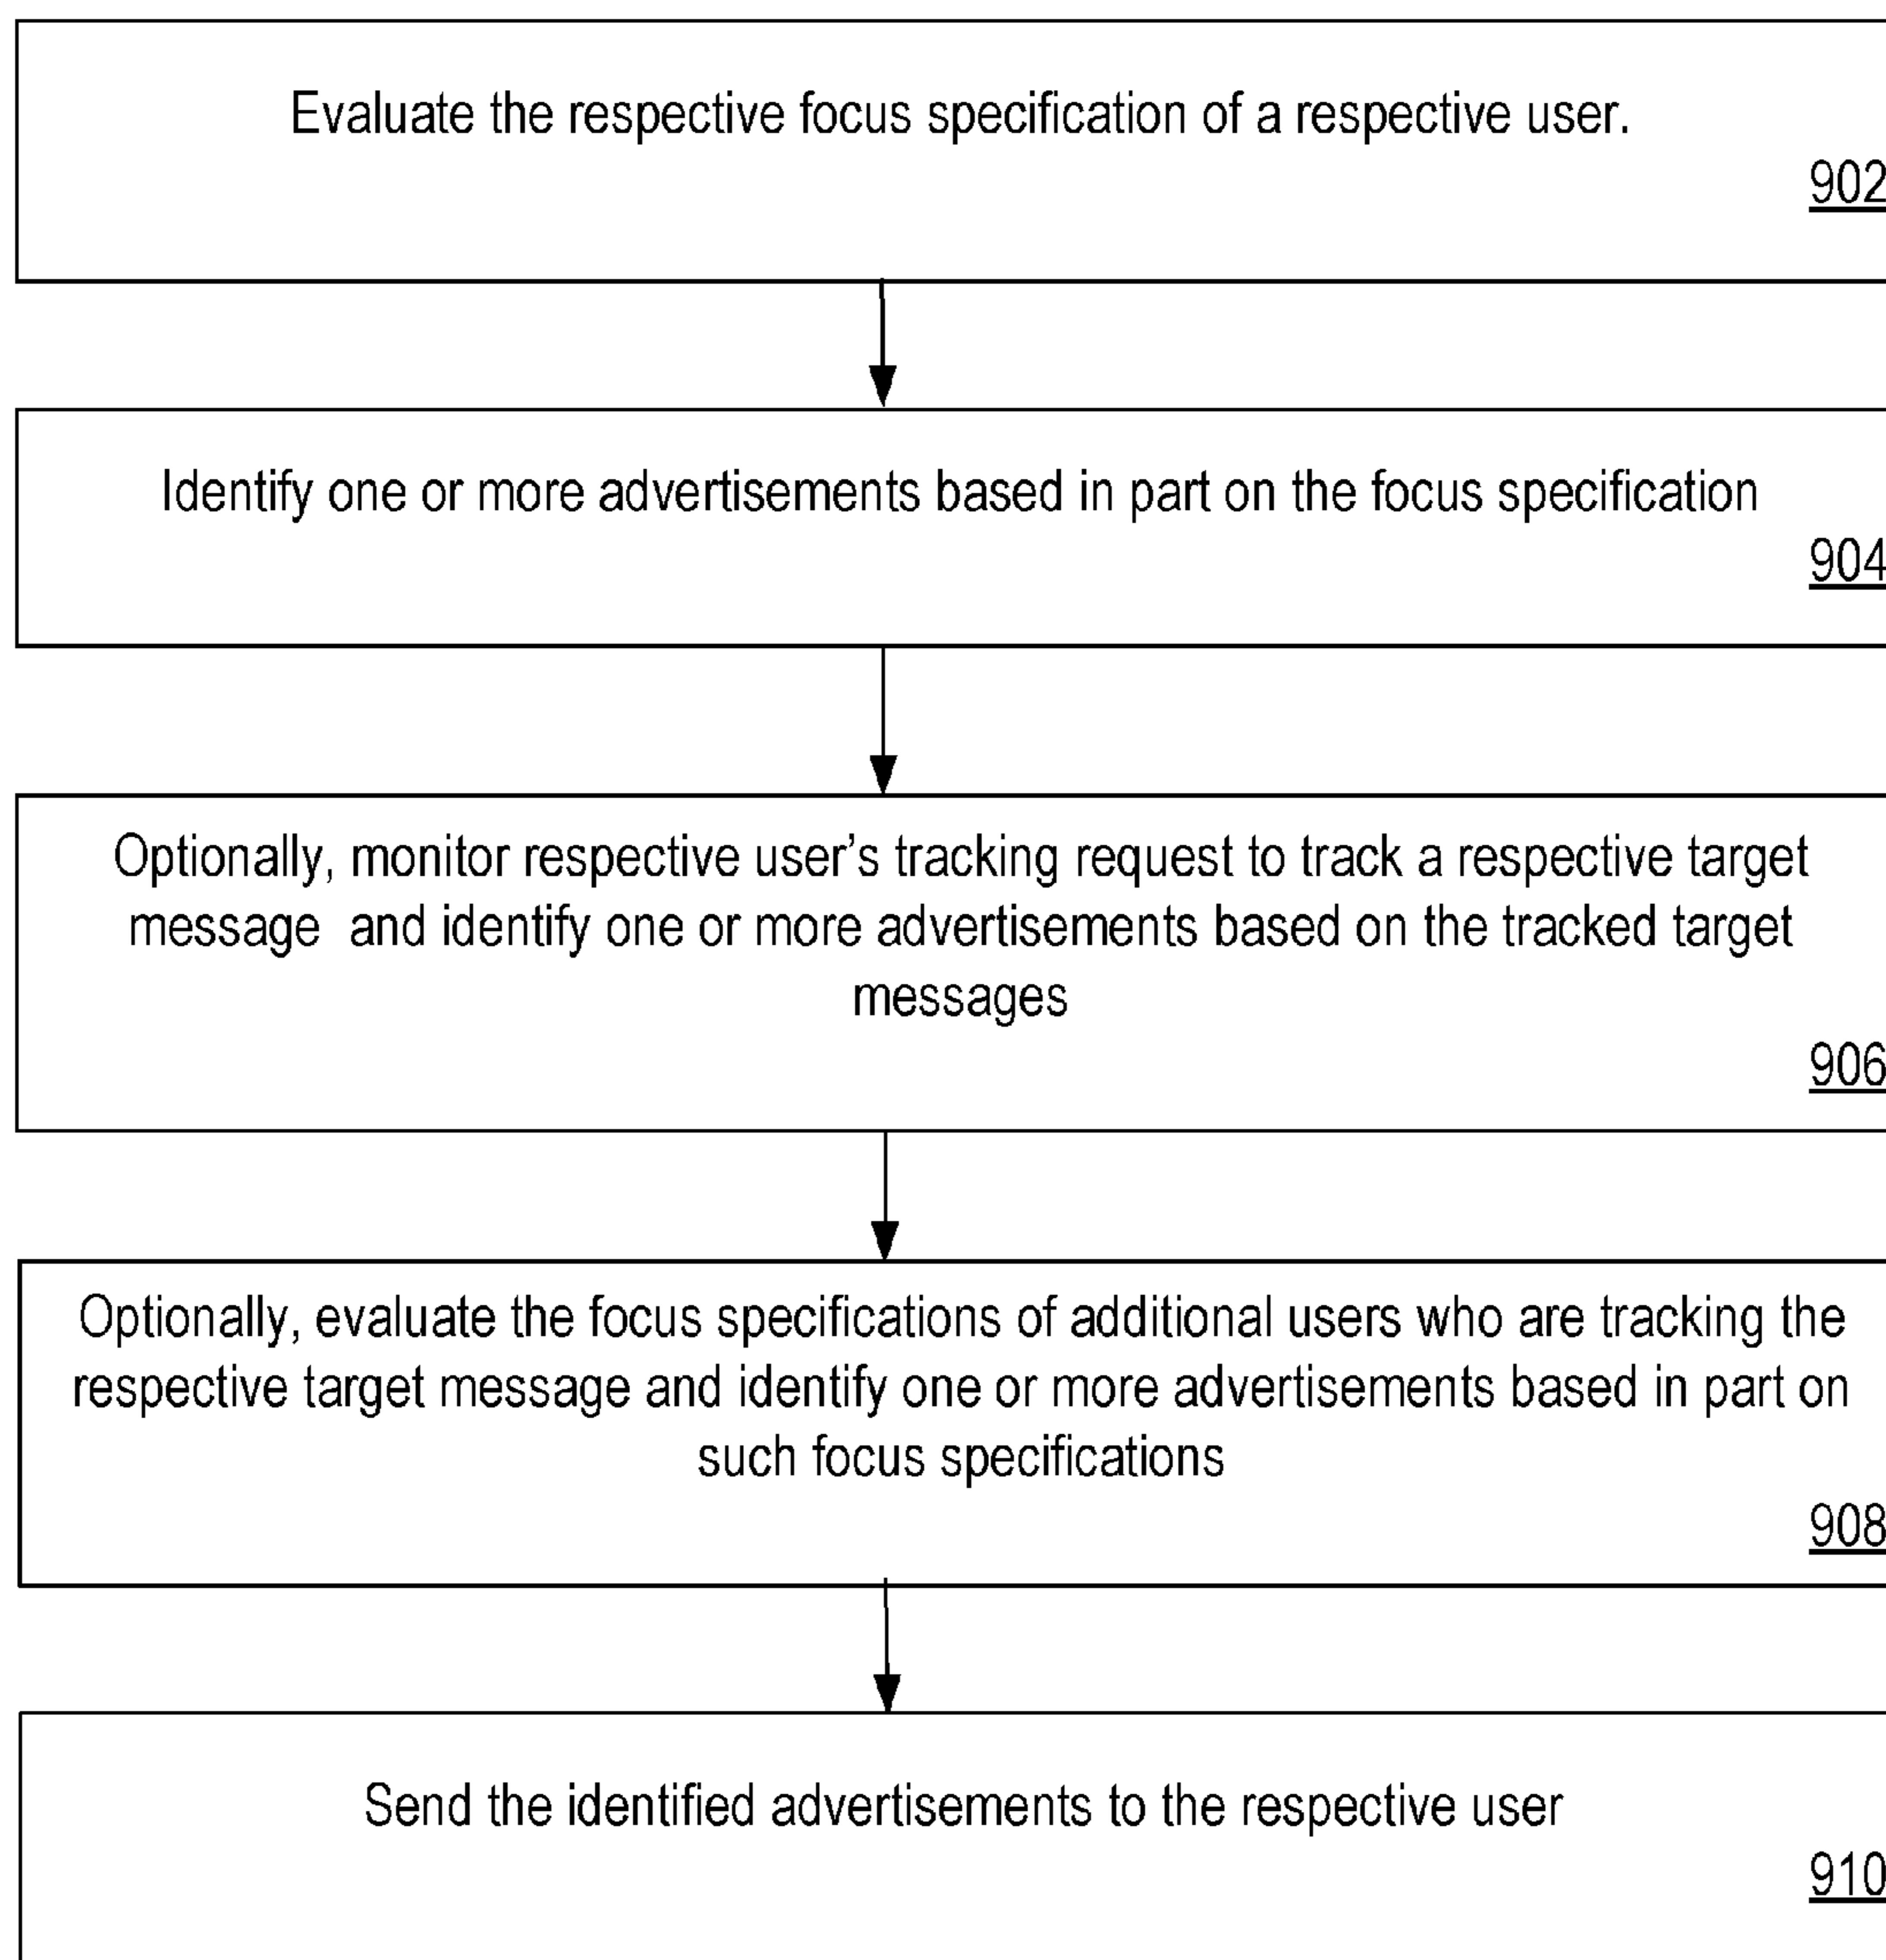 Evaluate the respective focus specification of a respective user.
902
Identify one or more advertisements based in part on the focus specification
904
Optionally, monitor respective user's tracking request to track a respective target
message and identify one or more advertisements based on the tracked target
messages
906
Optionally, evaluate the focus specifications of additional users who are tracking the
respective target message and identify one or more advertisements based in part on
such focus specifications
908
Send the identified advertisements to the respective user
910